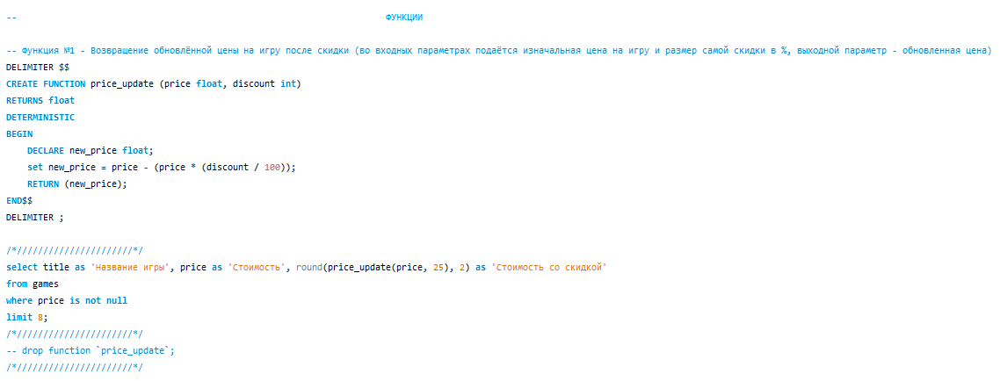 -- ФУНКЦИИ
-- Функция №1 - Возвращение обновлённой цены на игру после скидки (во входных параметрах подаётся изначальная цена на игру и размер самой скидки в %, выходной параметр - обновленная цена)
DELIMITER $$
CREATE FUNCTION price_update (price float, discount int)
RETURNS float
DETERMINISTIC
BEGIN
    DECLARE new_price float;
    set new_price = price - (price * (discount / 100));
    RETURN (new_price);
END$$
DELIMITER ;
/*//////////////////////*/
select title as 'Название игры', price as 'Стоимость', round(price_update(price, 25), 2) as 'Стоимость со скидкой'
from games
where price is not null
limit 8;
/*//////////////////////*/
-- drop function `price_update`;
/*//////////////////////*/